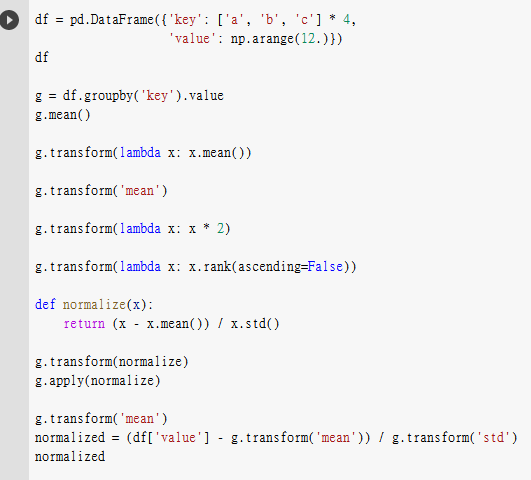 df = pd.DataFrame({'key': ['a', 'b', 'c'] * 4,
                   'value': np.arange(12.)})
df

g = df.groupby('key').value
g.mean()

g.transform(lambda x: x.mean())

g.transform('mean')

g.transform(lambda x: x * 2)

g.transform(lambda x: x.rank(ascending=False))

def normalize(x):
    return (x - x.mean()) / x.std()

g.transform(normalize)
g.apply(normalize)

g.transform('mean')
normalized = (df['value'] - g.transform('mean')) / g.transform('std')
normalized